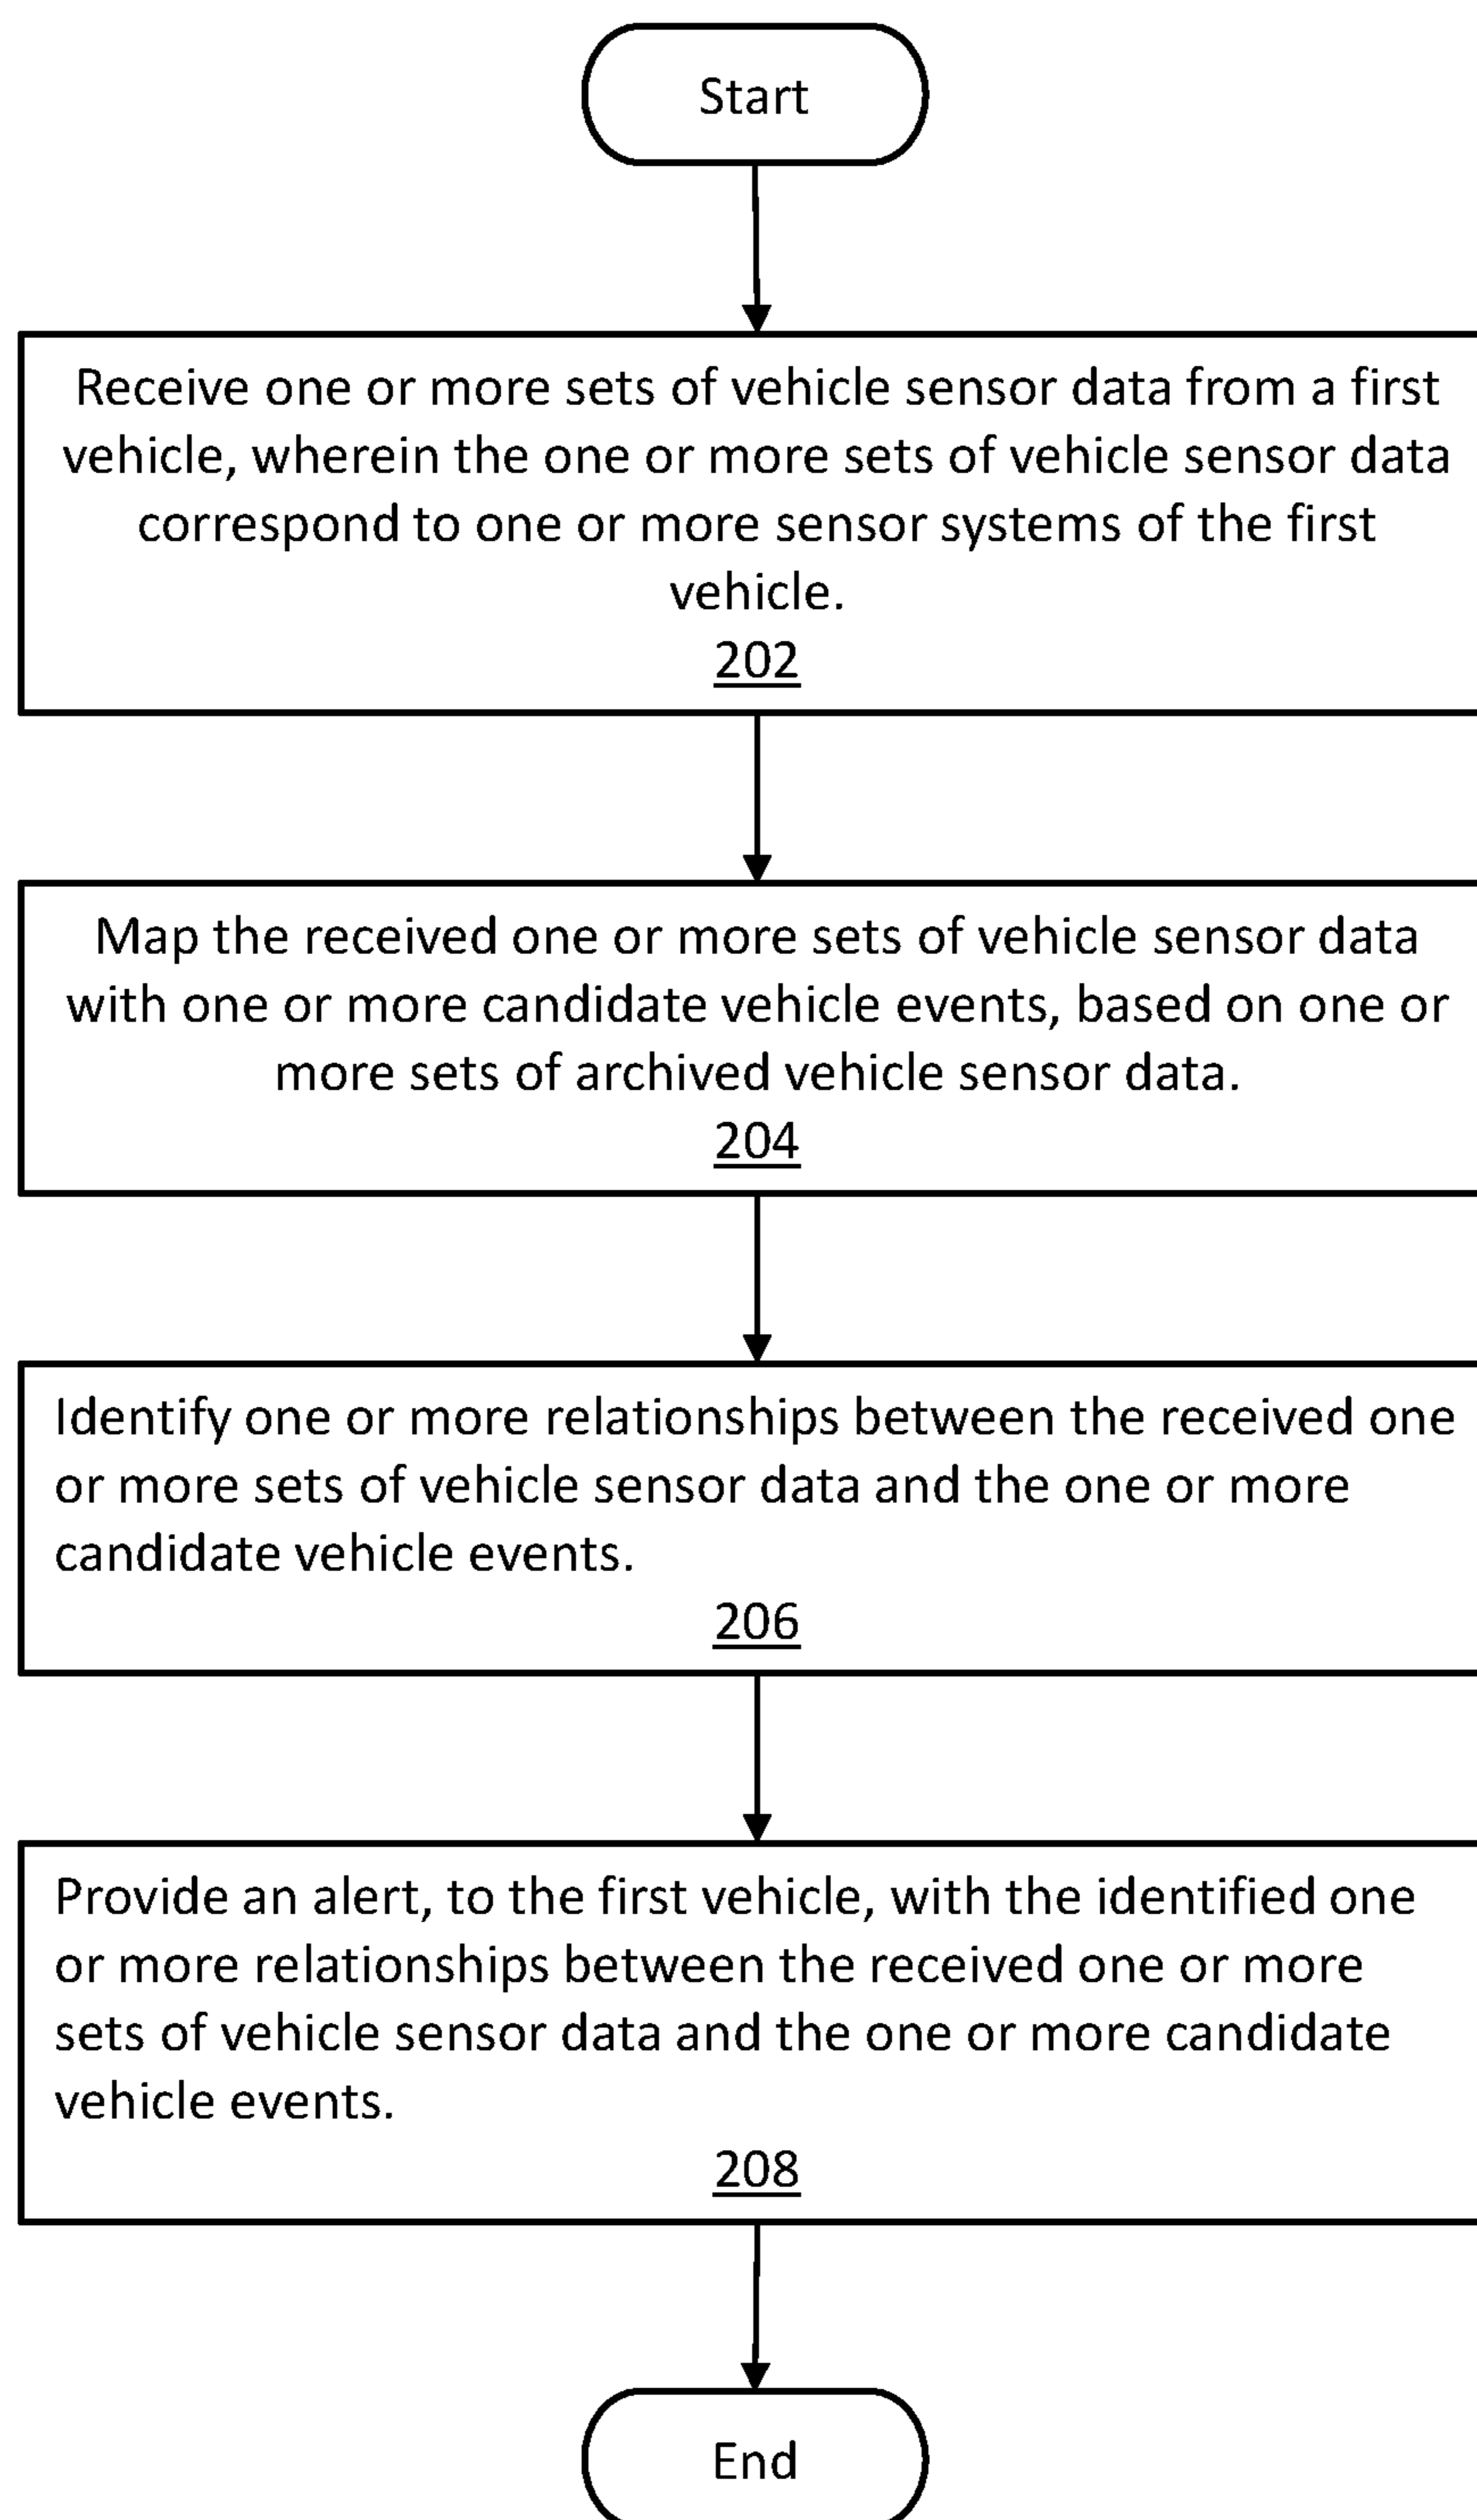 Start
Receive one or more sets of vehicle sensor data from a first
vehicle, wherein the one or more sets of vehicle sensor data
correspond to one or more sensor systems of the first
vehicle.
202
Map the received one or more sets of vehicle sensor data
with one or more candidate vehicle events, based on one or
more sets of archived vehicle sensor data.
204
Identify one or more relationships between the received one
or more sets of vehicle sensor data and the one or more
candidate vehicle events.
206
Provide an alert, to the first vehicle, with the identified one
or more relationships between the received one or more
sets of vehicle sensor data and the one or more candidate
vehicle events.
208
End